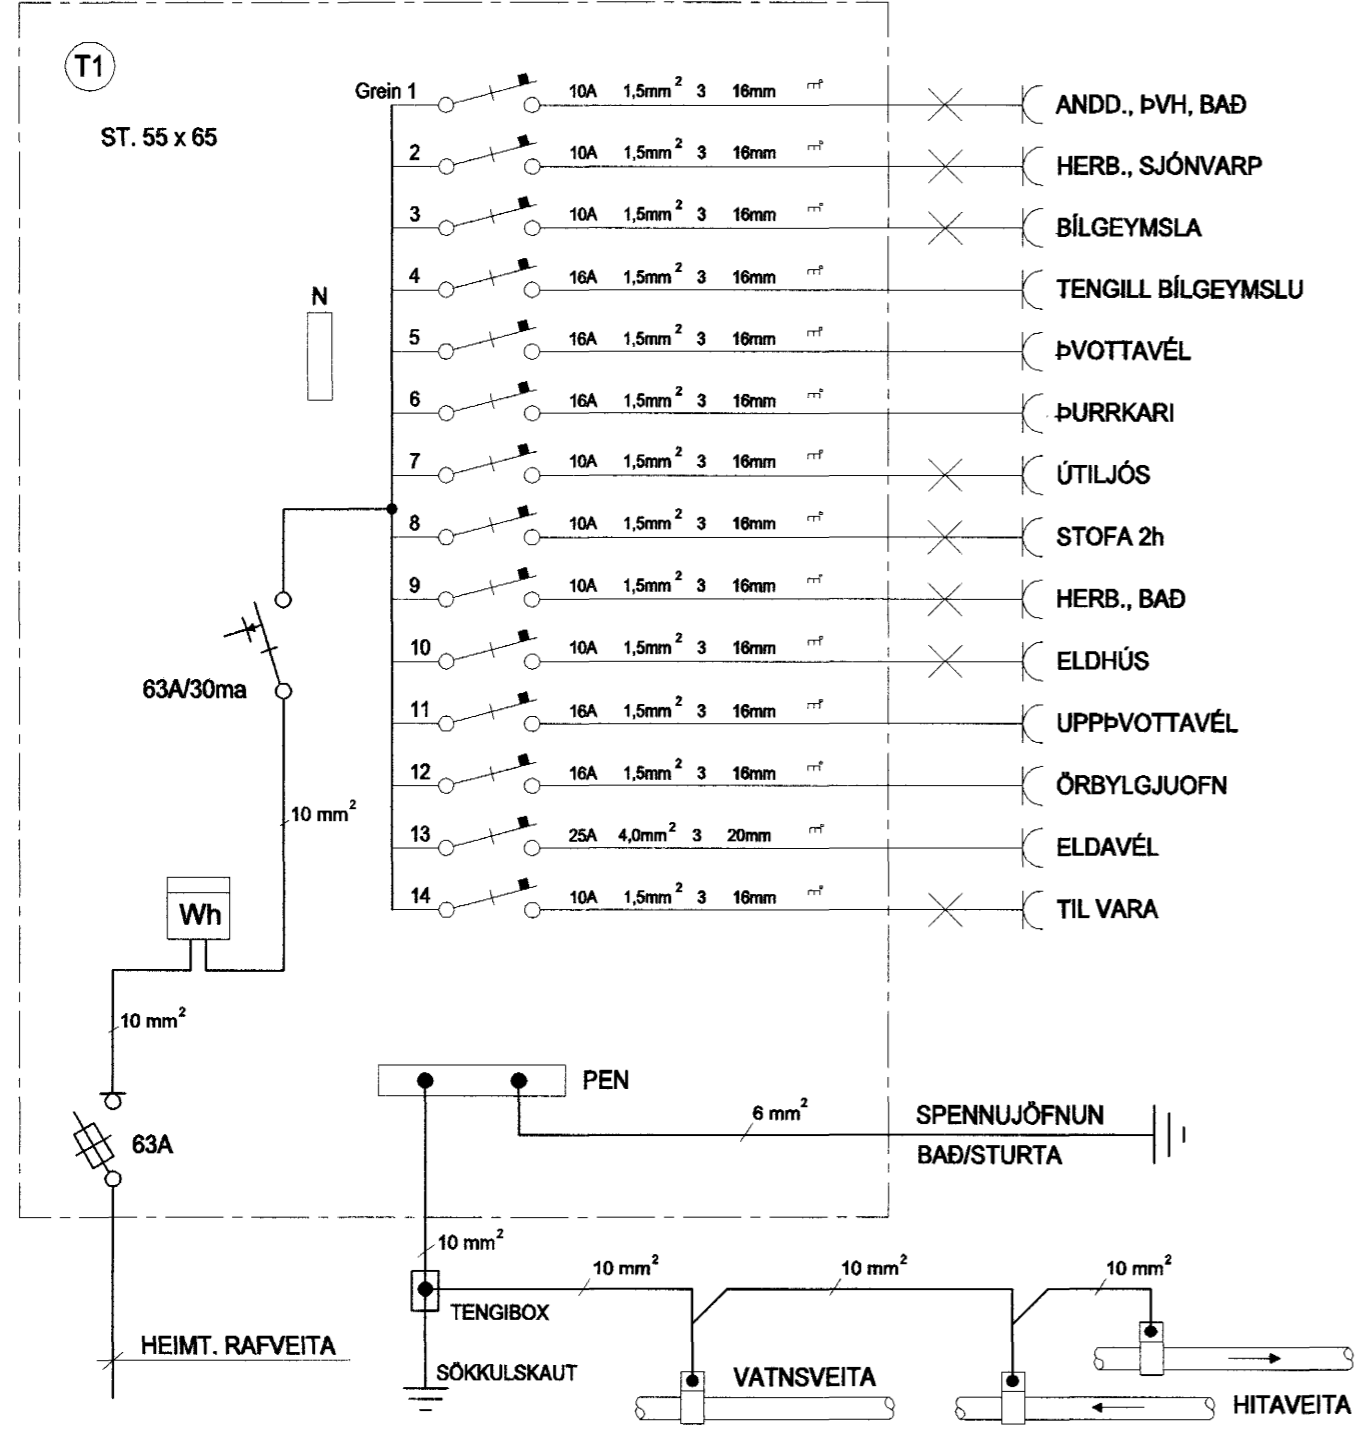 T1
ST. 55 x 65
Grein 1 10A 1,5mm² 3 16mm ANDD., ÞVH, BAÐ
2 10A 1,5mm² 3 16mm HERB., SJÓNVARP
3 10A 1,5mm² 3 16mm BÍLGEYMSLA
4 16A 1,5mm² 3 16mm TENGILL BÍLGEYMSLU
5 16A 1,5mm² 3 16mm ÞVOTTAVÉL
6 16A 1,5mm² 3 16mm ÞURRKARI
7 10A 1,5mm² 3 16mm ÚTILJÓS
8 10A 1,5mm² 3 16mm STOFA 2h
9 10A 1,5mm² 3 16mm HERB., BAÐ
10 10A 1,5mm² 3 16mm ELDHÚS
11 16A 1,5mm² 3 16mm UPPÞVOTTAVÉL
12 16A 1,5mm² 3 16mm ÖRBYLGJUOFN
13 25A 4,0mm² 3 20mm ELDAVÉL
14 10A 1,5mm² 3 16mm TIL VARA
N
63A/30ma
10 mm²
Wh
10 mm²
63A
PEN
6 mm²
SPENNUJÖFNUN
BAÐ/STURTA
10 mm²
10 mm²
10 mm²
10 mm²
TENGIBOX
HEIMT. RAFVEITA
SÖKKULSKAUT
VATNSVEITA
HITAVEITA